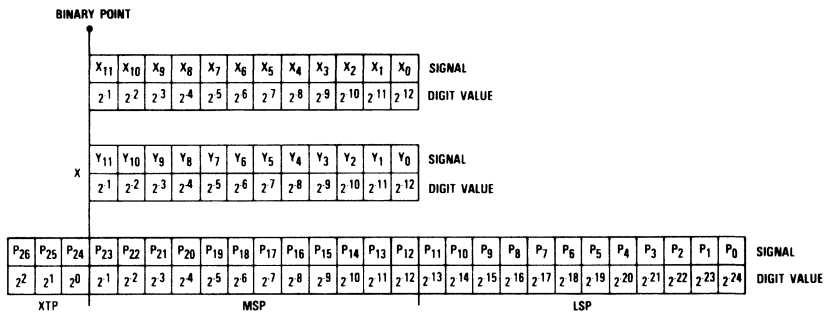 BINARY POINT
X11 X10 X9 X8 X7 X6 X5 X4 X3 X2 X1 X0 SIGNAL
2-1 2-2 2-3 2-4 2-5 2-6 2-7 2-8 2-9 2-10 2-11 2-12 DIGIT VALUE
X
Y11 Y10 Y9 Y8 Y7 Y6 Y5 Y4 Y3 Y2 Y1 Y0 SIGNAL
2-1 2-2 2-3 2-4 2-5 2-6 2-7 2-8 2-9 2-10 2-11 2-12 DIGIT VALUE
P26 P25 P24 P23 P22 P21 P20 P19 P18 P17 P16 P15 P14 P13 P12 P11 P10 P9 P8 P7 P6 P5 P4 P3 P2 P1 P0 SIGNAL
22 21 20 2-1 2-2 2-3 2-4 2-5 2-6 2-7 2-8 2-9 2-10 2-11 2-12 2-13 2-14 2-15 2-16 2-17 2-18 2-19 2-20 2-21 2-22 2-23 2-24 DIGIT VALUE
XTP MSP LSP